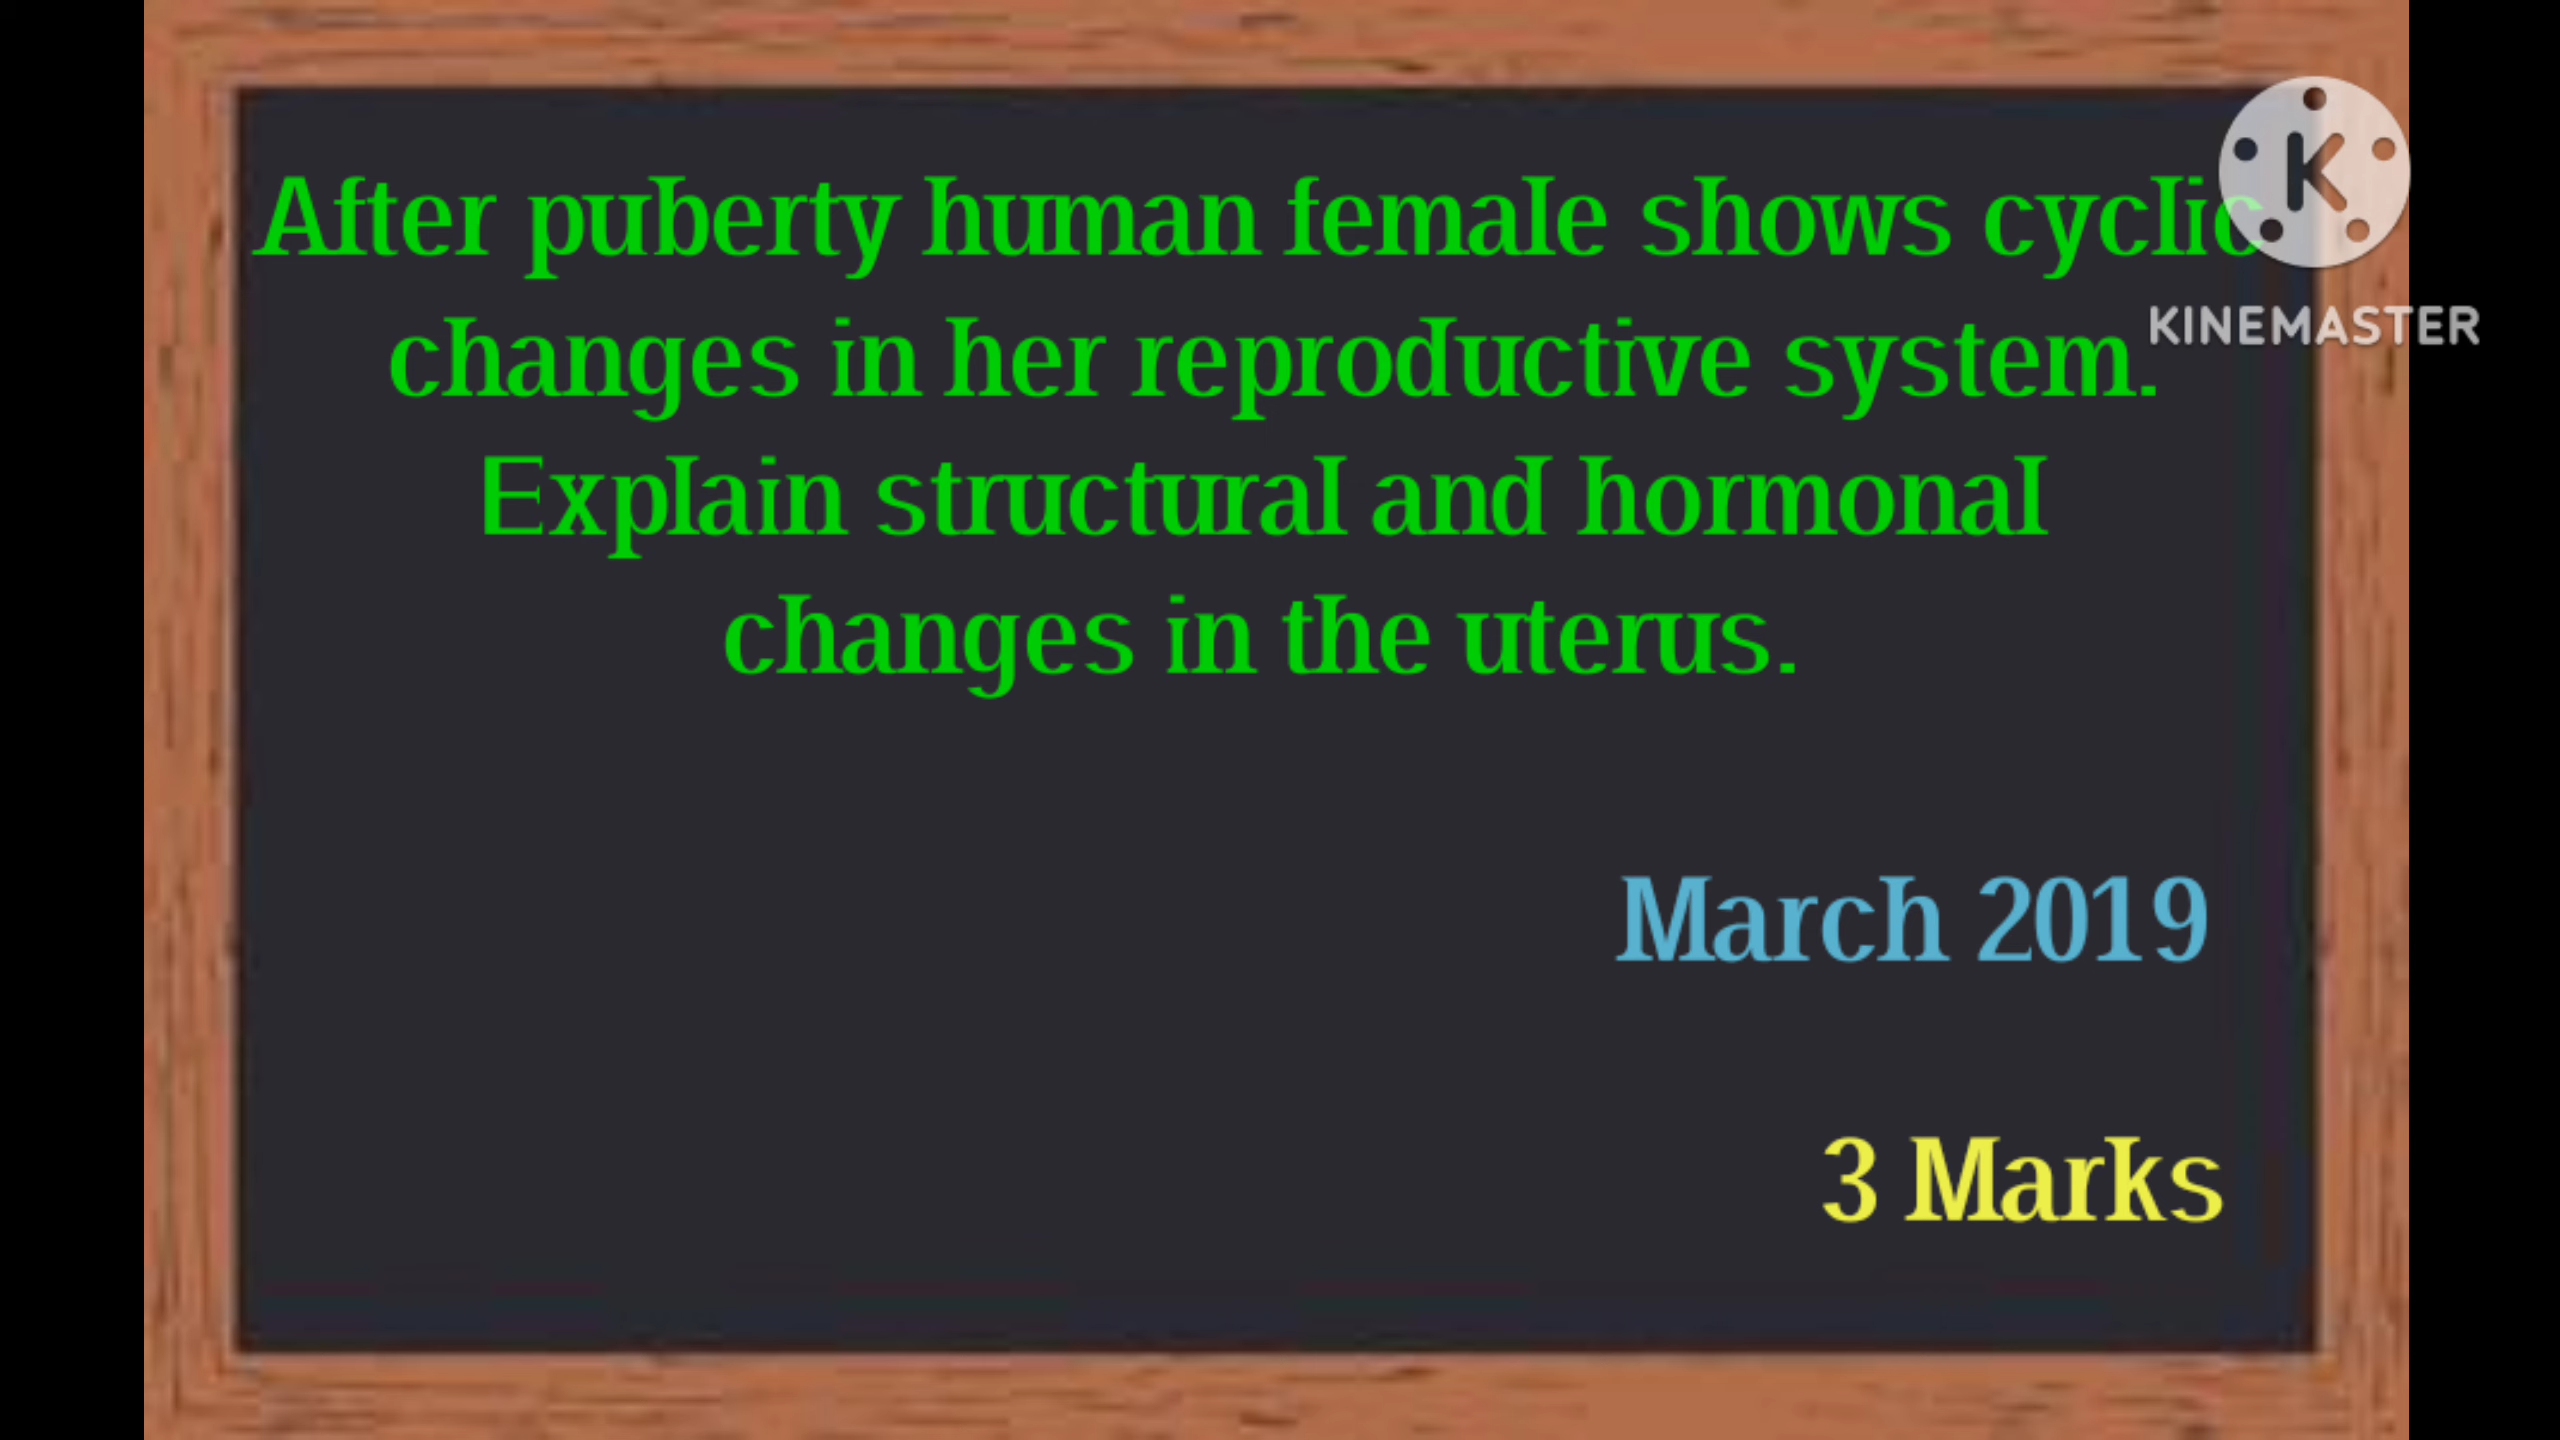 After puberty human female shows cyclic
changes in her reproductive system.
Explain structural and hormonal
changes in the uterus.
KINEMASTER
March 2019
3 Marks